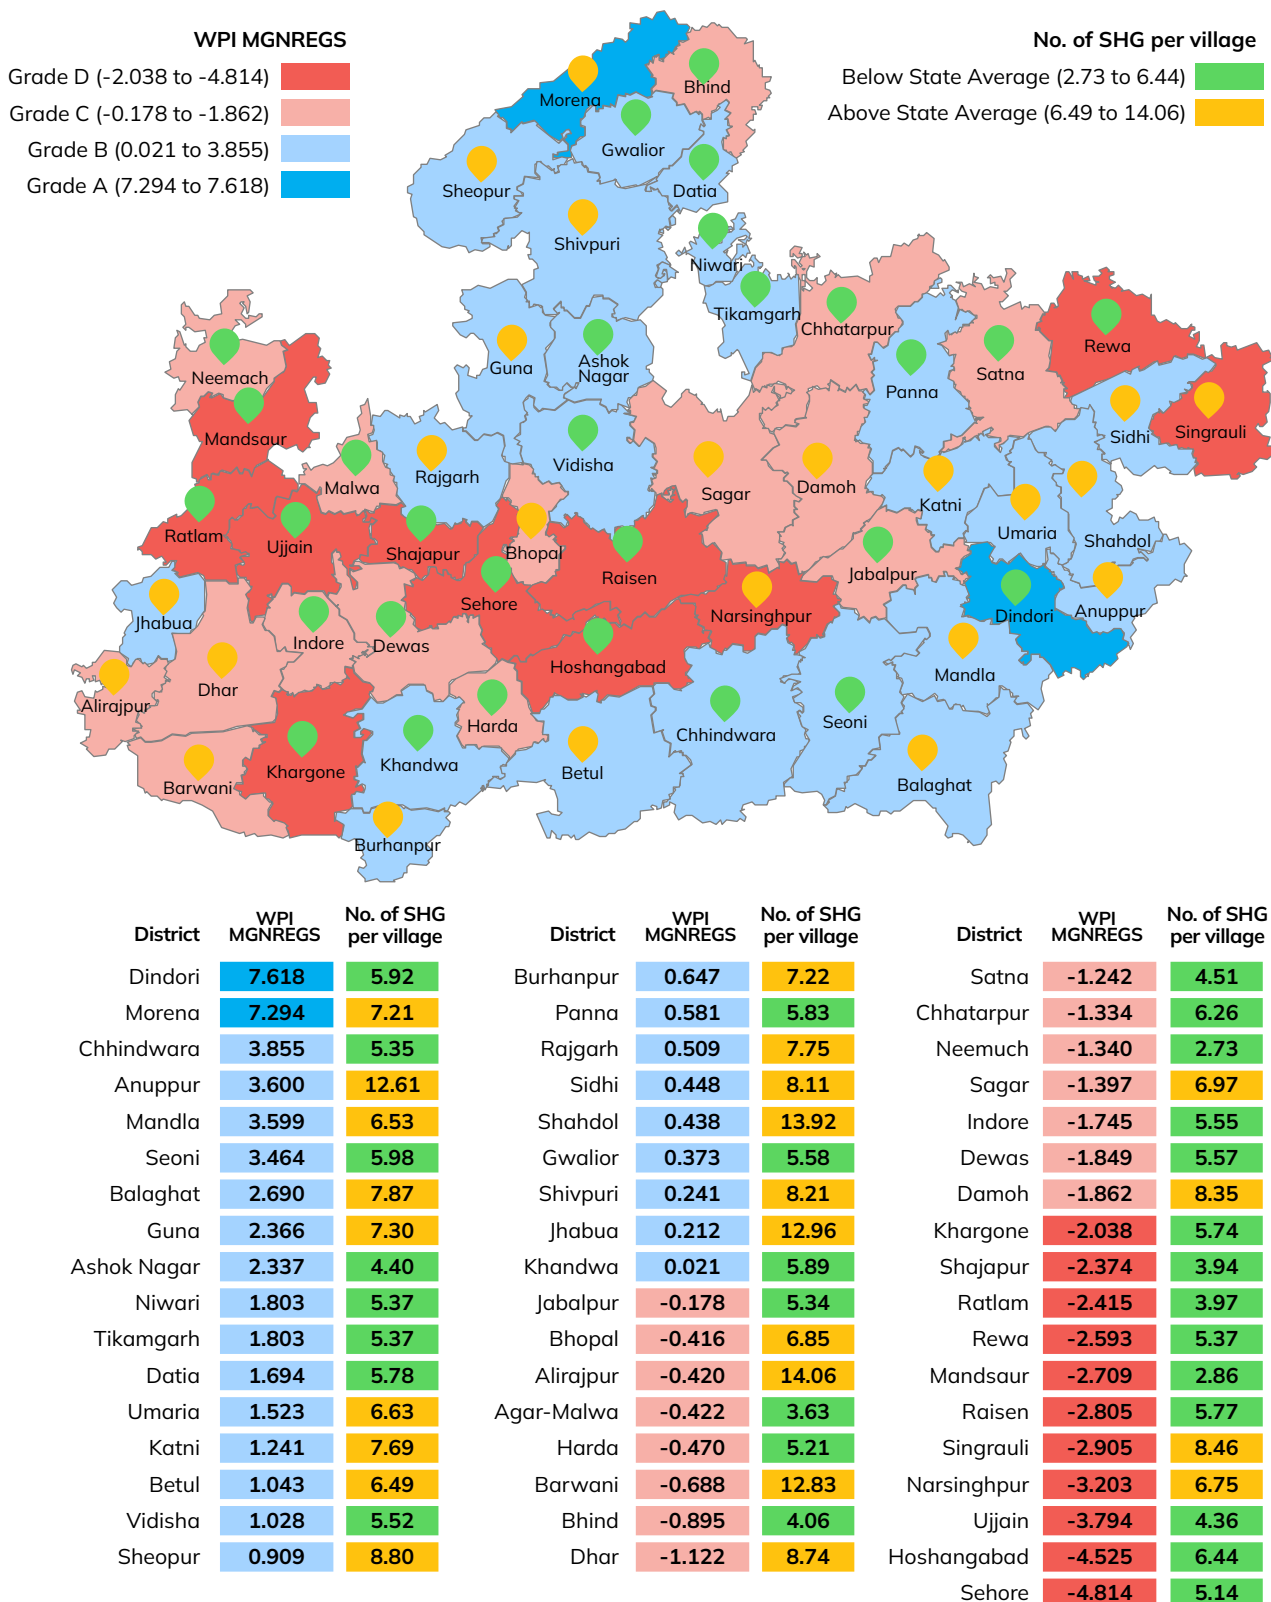 WPI MGNREGS
Grade D (-2.038 to -4.814)
Grade C (-0.178 to -1.862)
Grade B (0.021 to 3.855)
Grade A (7.294 to 7.618)
No. of SHG per village
Below State Average (2.73 to 6.44)
Above State Average (6.49 to 14.06)
Morena
Bhind
Gwalior
Sheopur
Datia
Shivpuri
Niwari
Tikamgarh
Chhatarpur
Rewa
Neemach
Guna
Ashok
Nagar
Panna
Satna
Mandsaur
Sidhi
Singrauli
Malwa
Rajgarh
Vidisha
Sagar
Damoh
Katni
Umaria
Shahdol
Ratlam
Ujjain
Shajapur
Bhopal
Raisen
Jabalpur
Sehore
Narsinghpur
Dindori
Anuppur
Jhabua
Indore
Dewas
Hoshangabad
Mandla
Dhar
Alirajpur
Harda
Chhindwara
Seoni
Khargone
Khandwa
Betul
Balaghat
Barwani
Burhanpur
District WPI MGNREGS No. of SHG per village
Dindori 7.618 5.92
Morena 7.294 7.21
Chhindwara 3.855 5.35
Anuppur 3.600 12.61
Mandla 3.599 6.53
Seoni 3.464 5.98
Balaghat 2.690 7.87
Guna 2.366 7.30
Ashok Nagar 2.337 4.40
Niwari 1.803 5.37
Tikamgarh 1.803 5.37
Datia 1.694 5.78
Umaria 1.523 6.63
Katni 1.241 7.69
Betul 1.043 6.49
Vidisha 1.028 5.52
Sheopur 0.909 8.80
District WPI MGNREGS No. of SHG per village
Burhanpur 0.647 7.22
Panna 0.581 5.83
Rajgarh 0.509 7.75
Sidhi 0.448 8.11
Shahdol 0.438 13.92
Gwalior 0.373 5.58
Shivpuri 0.241 8.21
Jhabua 0.212 12.96
Khandwa 0.021 5.89
Jabalpur -0.178 5.34
Bhopal -0.416 6.85
Alirajpur -0.420 14.06
Agar-Malwa -0.422 3.63
Harda -0.470 5.21
Barwani -0.688 12.83
Bhind -0.895 4.06
Dhar -1.122 8.74
District WPI MGNREGS No. of SHG per village
Satna -1.242 4.51
Chhatarpur -1.334 6.26
Neemuch -1.340 2.73
Sagar -1.397 6.97
Indore -1.745 5.55
Dewas -1.849 5.57
Damoh -1.862 8.35
Khargone -2.038 5.74
Shajapur -2.374 3.94
Ratlam -2.415 3.97
Rewa -2.593 5.37
Mandsaur -2.709 2.86
Raisen -2.805 5.77
Singrauli -2.905 8.46
Narsinghpur -3.203 6.75
Ujjain -3.794 4.36
Hoshangabad -4.525 6.44
Sehore -4.814 5.14